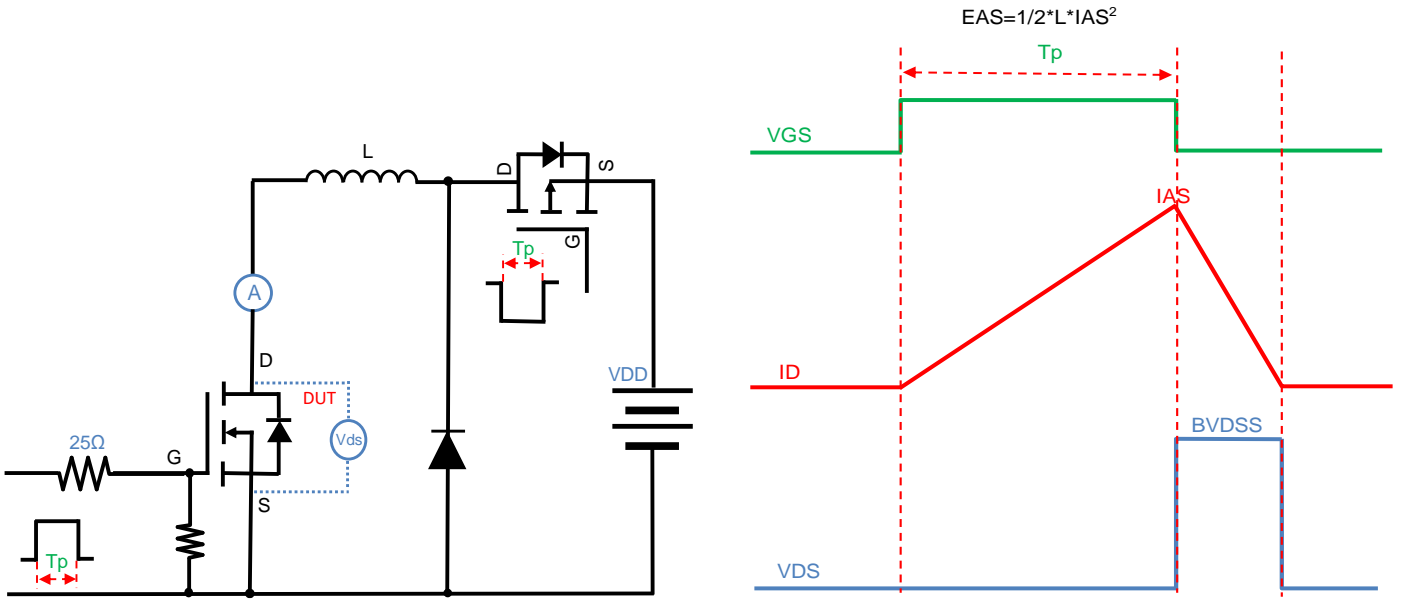 EAS=1/2*L*IAS²
Tp
VGS
L
D
S
G
Tp
IAS
A
D
DUT
VDD
ID
25Ω
G
Vds
BVDSS
S
Tp
VDS